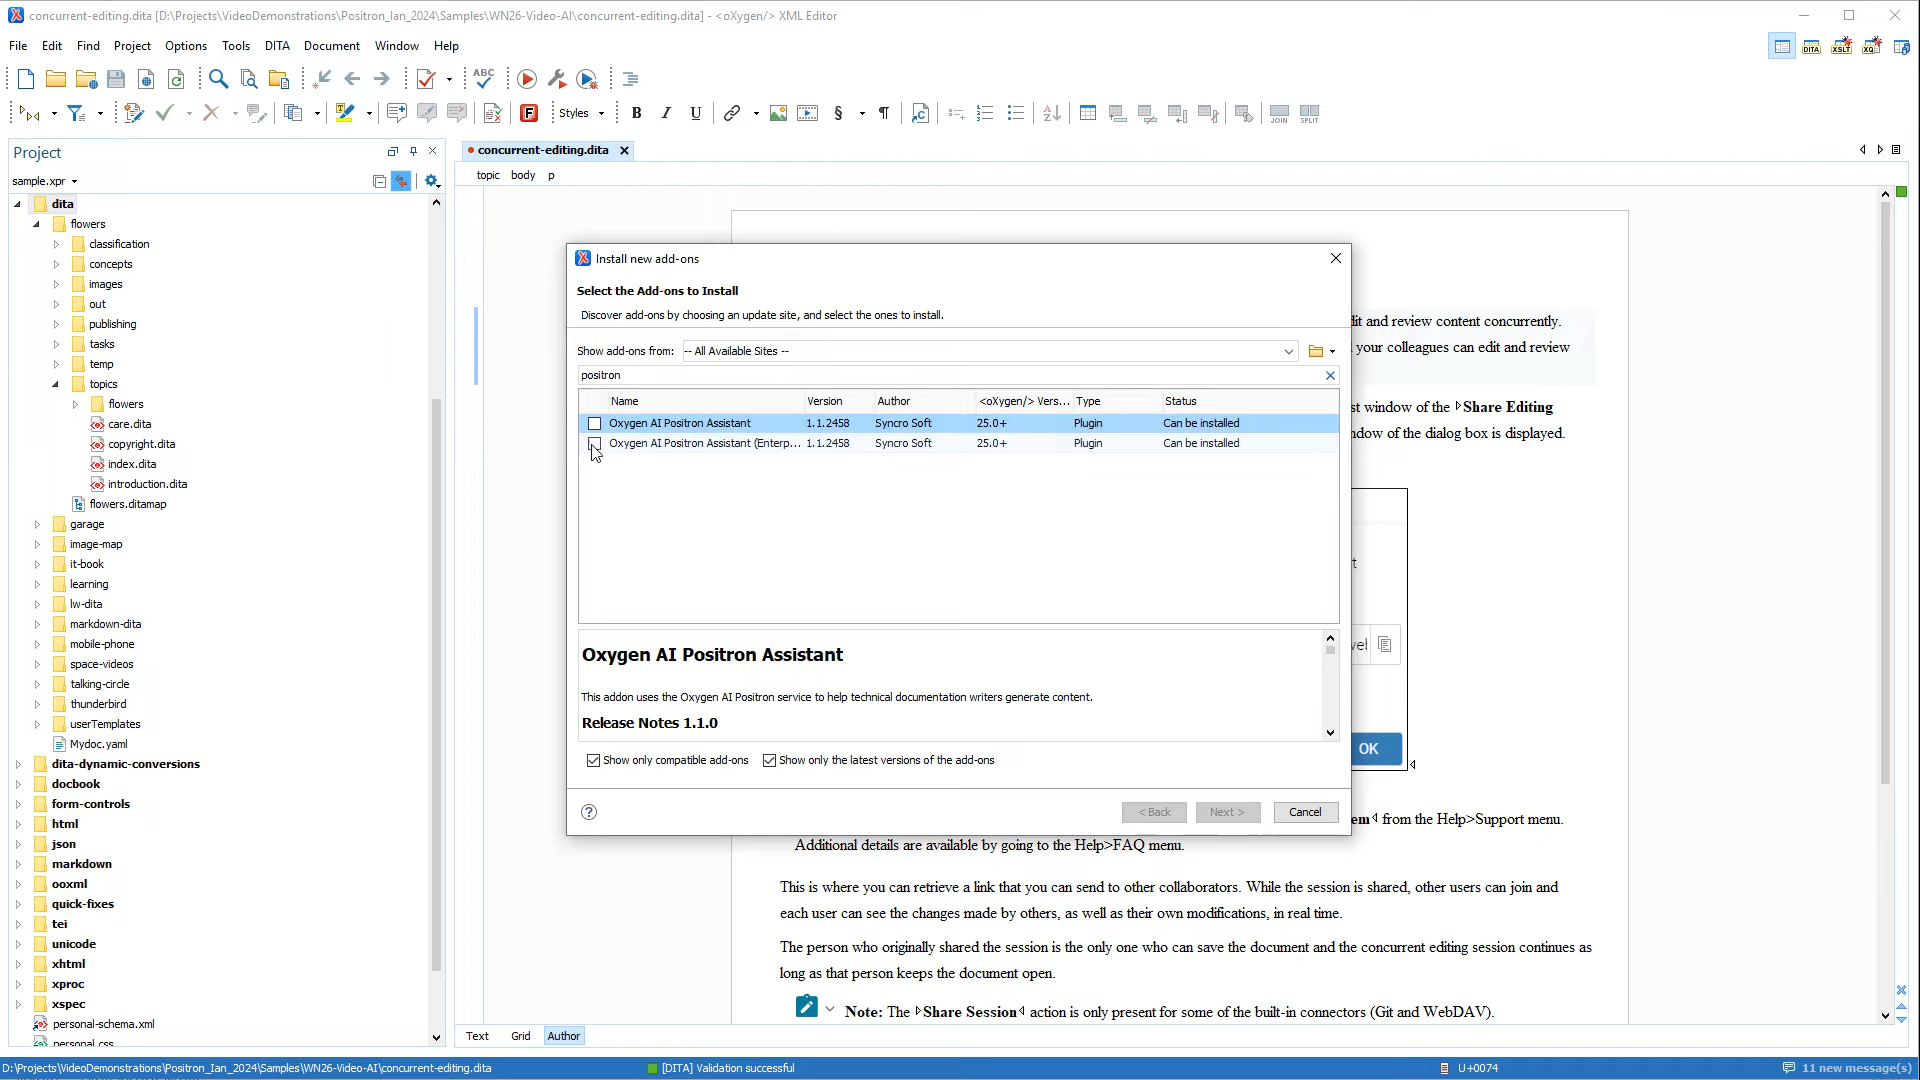 concurrent-editing.dita [D:\Projects\VideoDemonstrations\Positron_Ian_2024\Samples\WN26-Video-AI\concurrent-editing.dita] - <oXygen/> XML Editor
File Edit Find Project Options Tools DITA Document Window Help
Styles B I U
Project
concurrent-editing.dita
sample.xpr
topic body p
dita
flowers
classification
concepts
images
out
publishing
tasks
temp
topics
flowers
care.dita
copyright.dita
index.dita
introduction.dita
flowers.ditamap
garage
image-map
it-book
learning
lw-dita
markdown-dita
mobile-phone
space-videos
talking-circle
thunderbird
userTemplates
Mydoc.yaml
dita-dynamic-conversions
docbook
form-controls
html
json
markdown
ooxml
quick-fixes
tei
unicode
xhtml
xproc
xspec
personal-schema.xml
personal.css
Install new add-ons
Select the Add-ons to Install
Discover add-ons by choosing an update site, and select the ones to install.
Show add-ons from: -- All Available Sites --
positron
Name Version Author <oXygen/> Vers... Type Status
Oxygen AI Positron Assistant 1.1.2458 Syncro Soft 25.0+ Plugin Can be installed
Oxygen AI Positron Assistant (Enterp... 1.1.2458 Syncro Soft 25.0+ Plugin Can be installed
Oxygen AI Positron Assistant
This addon uses the Oxygen AI Positron service to help technical documentation writers generate content.
Release Notes 1.1.0
Show only compatible add-ons Show only the latest versions of the add-ons
< Back Next > Cancel
dit and review content concurrently.
your colleagues can edit and review
st window of the Share Editing
ndow of the dialog box is displayed.
OK
from the Help>Support menu.
Additional details are available by going to the Help>FAQ menu.
This is where you can retrieve a link that you can send to other collaborators. While the session is shared, other users can join and
each user can see the changes made by others, as well as their own modifications, in real time.
The person who originally shared the session is the only one who can save the document and the concurrent editing session continues as
long as that person keeps the document open.
Note: The Share Session action is only present for some of the built-in connectors (Git and WebDAV).
Text Grid Author
D:\Projects\VideoDemonstrations\Positron_Ian_2024\Samples\WN26-Video-AI\concurrent-editing.dita [DITA] Validation successful U+0074 11 new message(s)